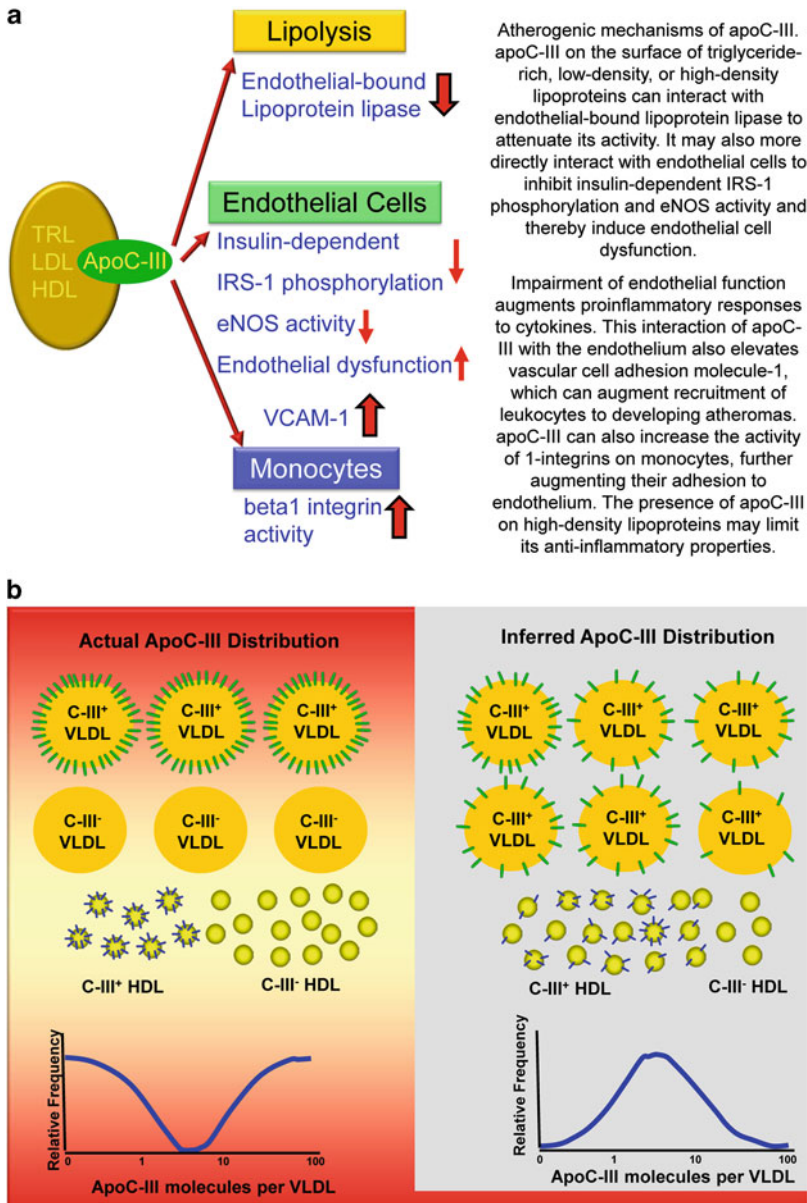 a
Lipolysis
Endothelial-bound
Lipoprotein lipase
TRL
LDL
HDL
ApoC-III
Endothelial Cells
Insulin-dependent
IRS-1 phosphorylation
eNOS activity
Endothelial dysfunction
VCAM-1
Monocytes
beta1 integrin
activity
Atherogenic mechanisms of apoC-III.
apoC-III on the surface of triglyceride-
rich, low-density, or high-density
lipoproteins can interact with
endothelial-bound lipoprotein lipase to
attenuate its activity. It may also more
directly interact with endothelial cells to
inhibit insulin-dependent IRS-1
phosphorylation and eNOS activity and
thereby induce endothelial cell
dysfunction.
Impairment of endothelial function
augments proinflammatory responses
to cytokines. This interaction of apoC-
III with the endothelium also elevates
vascular cell adhesion molecule-1,
which can augment recruitment of
leukocytes to developing atheromas.
apoC-III can also increase the activity
of 1-integrins on monocytes, further
augmenting their adhesion to
endothelium. The presence of apoC-III
on high-density lipoproteins may limit
its anti-inflammatory properties.
b
Actual ApoC-III Distribution
C-III⁺
VLDL
C-III⁺
VLDL
C-III⁺
VLDL
C-III⁻
VLDL
C-III⁻
VLDL
C-III⁻
VLDL
C-III⁺ HDL
C-III⁻ HDL
Relative Frequency
0 1 10 100
ApoC-III molecules per VLDL
Inferred ApoC-III Distribution
C-III⁺
VLDL
C-III⁺
VLDL
C-III⁺
VLDL
C-III⁺
VLDL
C-III⁺
VLDL
C-III⁺
VLDL
C-III⁺ HDL
C-III⁻ HDL
Relative Frequency
0 1 10 100
ApoC-III molecules per VLDL